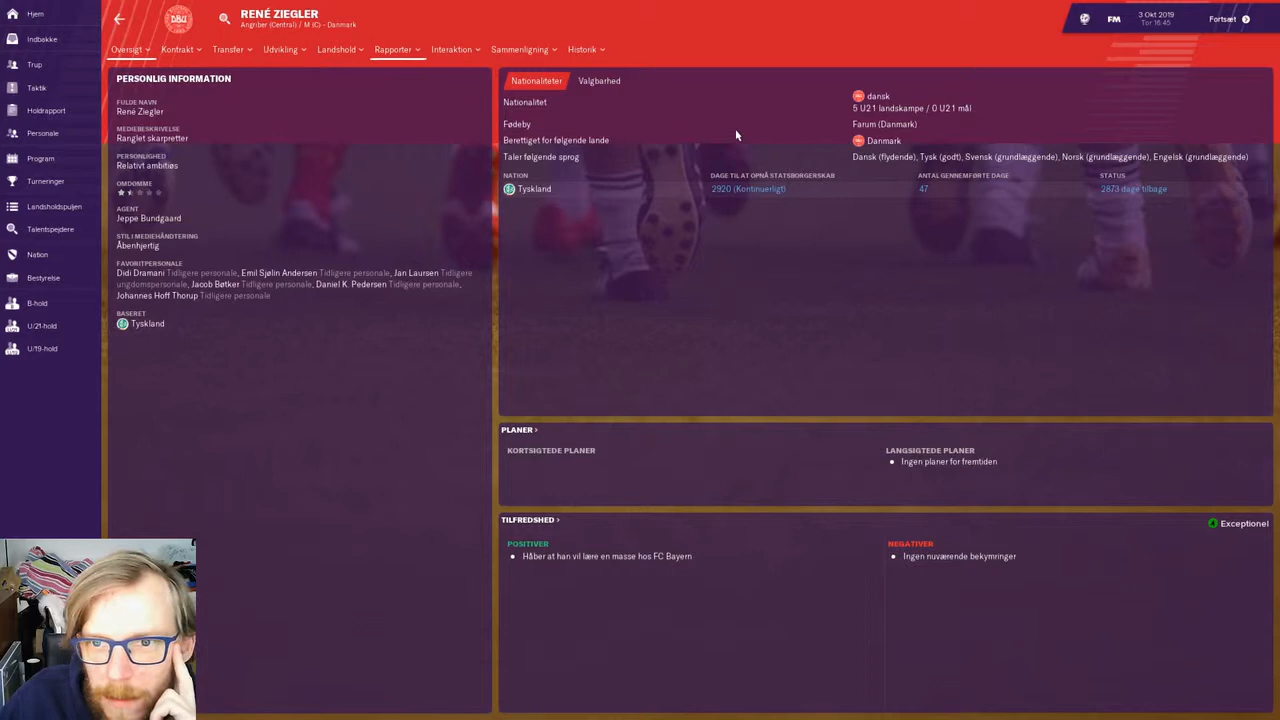 Hjem
Indbakke
Trup
Taktik
Holdrapport
Personale
Program
Turneringer
Landsholdspuljen
Talentspejdere
Nation
Bestyrelse
B-hold
U/21-hold
U/19-hold
DBU
RENÉ ZIEGLER
Angriber (Central) / M (C) - Danmark
FM
3 Okt 2019
Tor 16:45
Fortsæt
Oversigt
Kontrakt
Transfer
Udvikling
Landshold
Rapporter
Interaktion
Sammenligning
Historik
PERSONLIG INFORMATION
FULDE NAVN
René Ziegler
MEDIEBESKRIVELSE
Ranglet skarpretter
PERSONLIGHED
Relativt ambitiøs
OMDØMME
AGENT
Jeppe Bundgaard
STIL I MEDIEHÅNDTERING
Åbenhjertig
FAVORITPERSONALE
Didi Dramani Tidligere personale, Emil Sjølin Andersen Tidligere personale, Jan Laursen Tidligere
ungdomspersonale, Jacob Bøtker Tidligere personale, Daniel K. Pedersen Tidligere personale,
Johannes Hoff Thorup Tidligere personale
BASERET
Tyskland
Nationaliteter
Valgbarhed
Nationalitet
dansk
5 U21 landskampe / 0 U21 mål
Fødeby
Farum (Danmark)
Berettiget for følgende lande
Danmark
Taler følgende sprog
Dansk (flydende), Tysk (godt), Svensk (grundlæggende), Norsk (grundlæggende), Engelsk (grundlæggende)
NATION
DAGE TIL AT OPNÅ STATSBORGERSKAB
ANTAL GENNEMFØRTE DAGE
STATUS
Tyskland
2920 (Kontinuerligt)
47
2873 dage tilbage
PLANER >
KORTSIGTEDE PLANER
LANGSIGTEDE PLANER
Ingen planer for fremtiden
TILFREDSHED >
Exceptionel
POSITIVER
Håber at han vil lære en masse hos FC Bayern
NEGATIVER
Ingen nuværende bekymringer